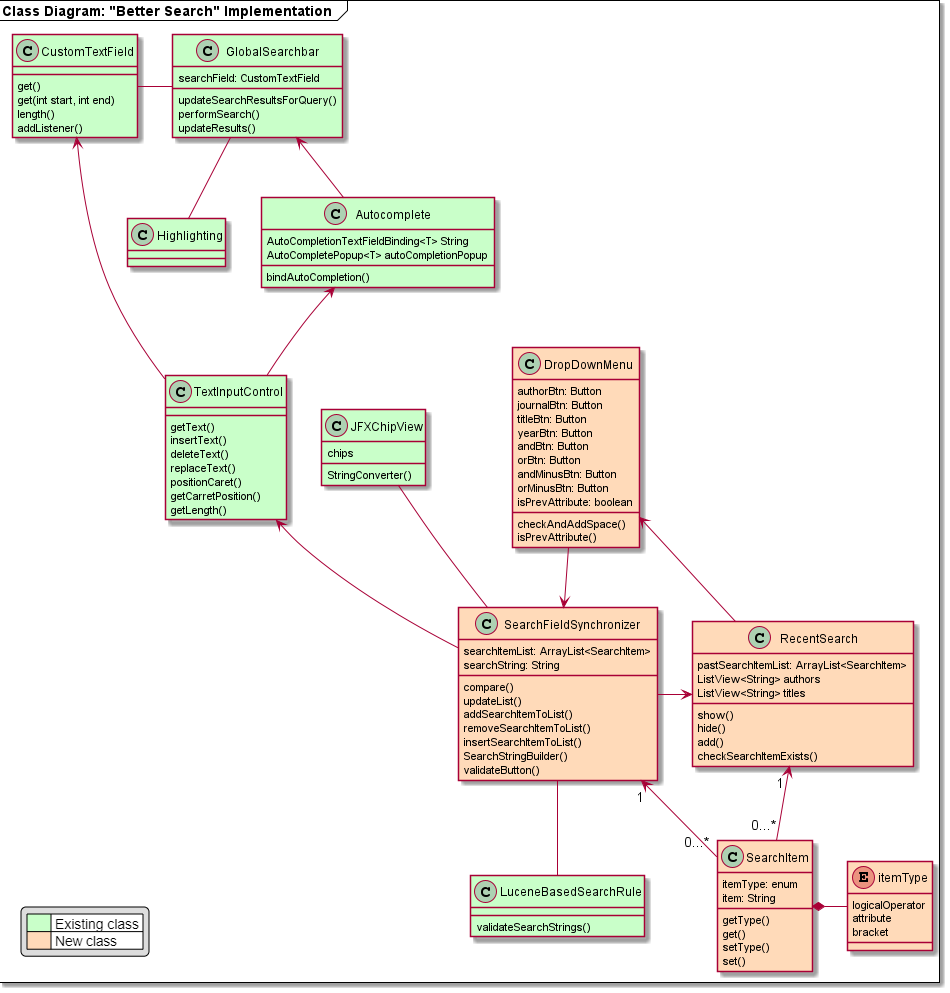 Class Diagram: "Better Search" Implementation
C CustomTextField
get()
get(int start, int end)
length()
addListener()
C GlobalSearchbar
searchField: CustomTextField
updateSearchResultsForQuery()
performSearch()
updateResults()
C Highlighting
C Autocomplete
AutoCompletionTextFieldBinding<T> String
AutoCompletePopup<T> autoCompletionPopup
bindAutoCompletion()
C TextInputControl
getText()
insertText()
deleteText()
replaceText()
positionCaret()
getCarretPosition()
getLength()
C JFXChipView
chips
StringConverter()
C DropDownMenu
authorBtn: Button
journalBtn: Button
titleBtn: Button
yearBtn: Button
andBtn: Button
orBtn: Button
andMinusBtn: Button
orMinusBtn: Button
isPrevAttribute: boolean
checkAndAddSpace()
isPrevAttribute()
C SearchFieldSynchronizer
searchItemList: ArrayList<SearchItem>
searchString: String
compare()
updateList()
addSearchItemToList()
removeSearchItemToList()
insertSearchItemToList()
SearchStringBuilder()
validateButton()
C RecentSearch
pastSearchItemList: ArrayList<SearchItem>
ListView<String> authors
ListView<String> titles
show()
hide()
add()
checkSearchItemExists()
1
0...*
1
0...*
C SearchItem
itemType: enum
item: String
getType()
get()
setType()
set()
E itemType
logicalOperator
attribute
bracket
C LuceneBasedSearchRule
validateSearchStrings()
Existing class
New class